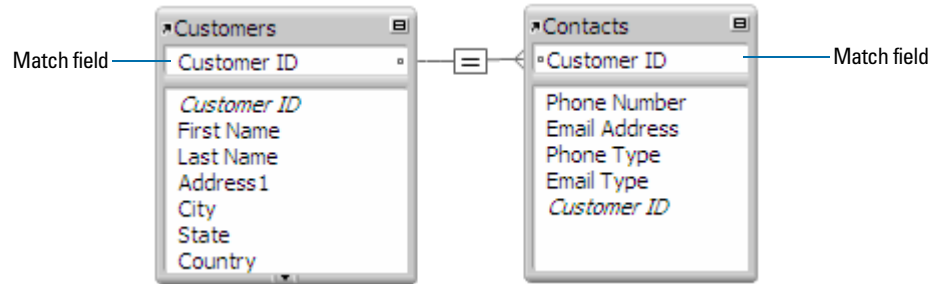 Customers
Match field
Customer ID
Customer ID
First Name
Last Name
Address1
City
State
Country
=
Contacts
Customer ID
Match field
Phone Number
Email Address
Phone Type
Email Type
Customer ID